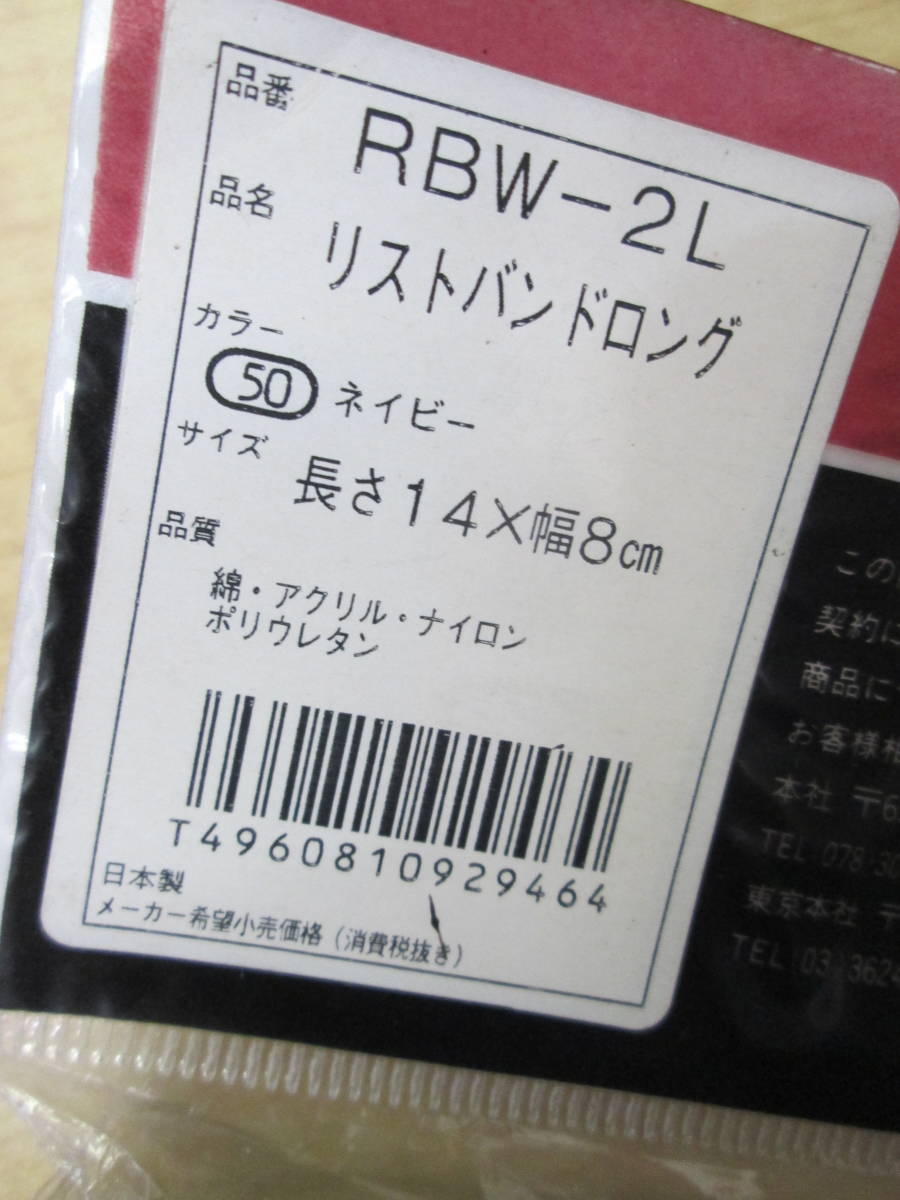 品番
RBW-2L
品名
リストバンドロング
カラー
50 ネイビー
サイズ
長さ14×幅8cm
品質
綿・アクリル・ナイロン
ポリウレタン
T4960810929464
日本製
メーカー希望小売価格(消費税抜き)
この
契約に
商品に
お客様相
本社 〒6
TEL 078 30
東京本社 〒
TEL 03 3624